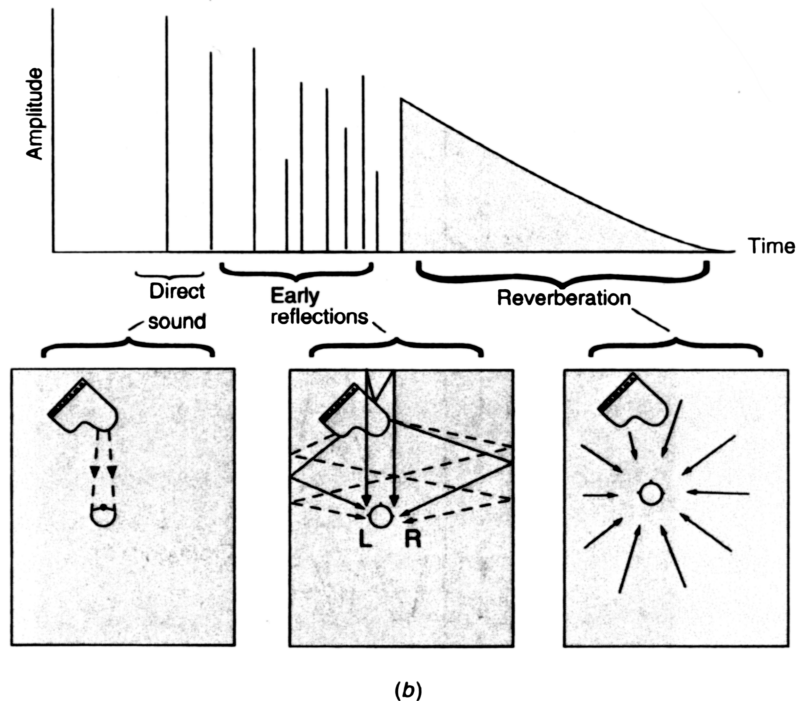 Amplitude
Time
Direct
sound
Early
reflections
Reverberation
L R
(b)